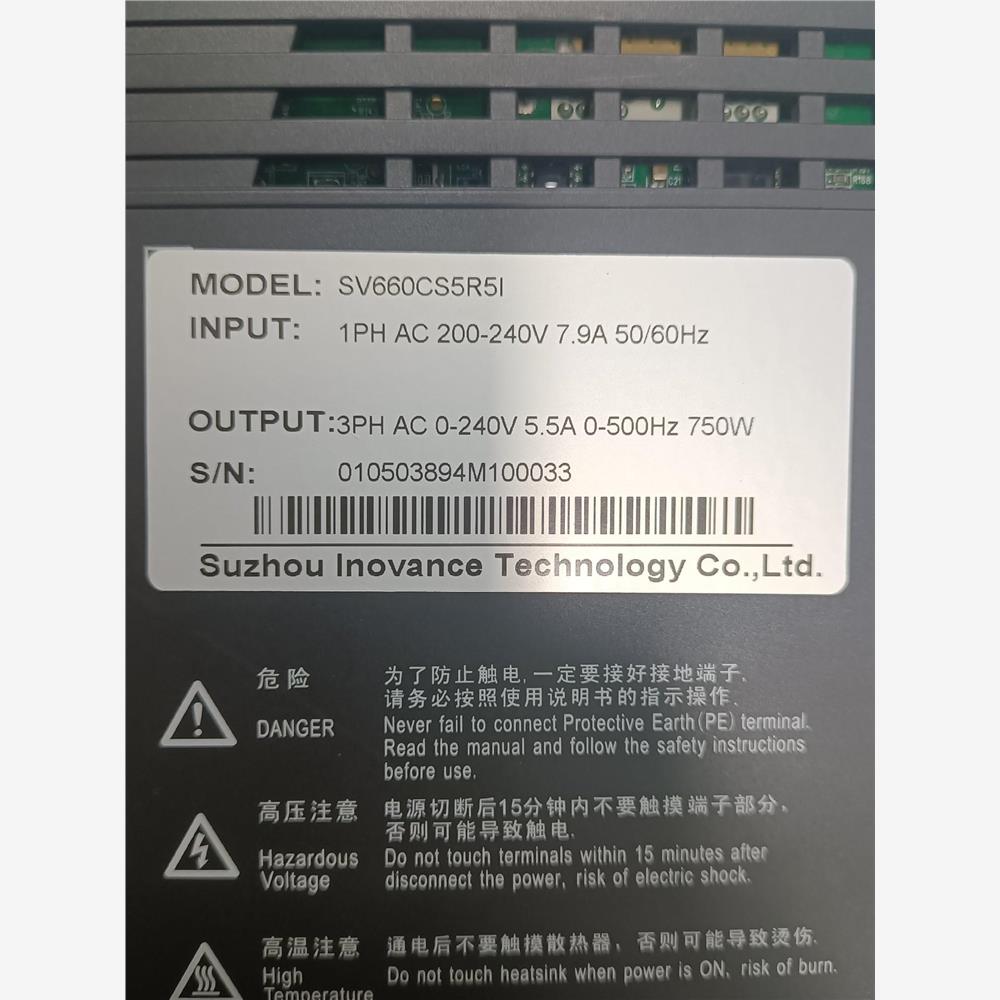 MODEL: SV660CS5R5I
INPUT: 1PH AC 200-240V 7.9A 50/60Hz
OUTPUT:3PH AC 0-240V 5.5A 0-500Hz 750W
S/N: 010503894M100033
Suzhou Inovance Technology Co.,Ltd.
危险
DANGER
为了防止触电,一定要接好接地端子.
请务必按照使用说明书的指示操作.
Never fail to connect Protective Earth(PE) terminal.
Read the manual and follow the safety instructions
before use.
高压注意
Hazardous
Voltage
电源切断后15分钟内不要触摸端子部分,
否则可能导致触电.
Do not touch terminals within 15 minutes after
disconnect the power, risk of electric shock.
高温注意
High
Temperature
通电后不要触摸散热器，否则可能导致烫伤.
Do not touch heatsink when power is ON, risk of burn.
C21
R188